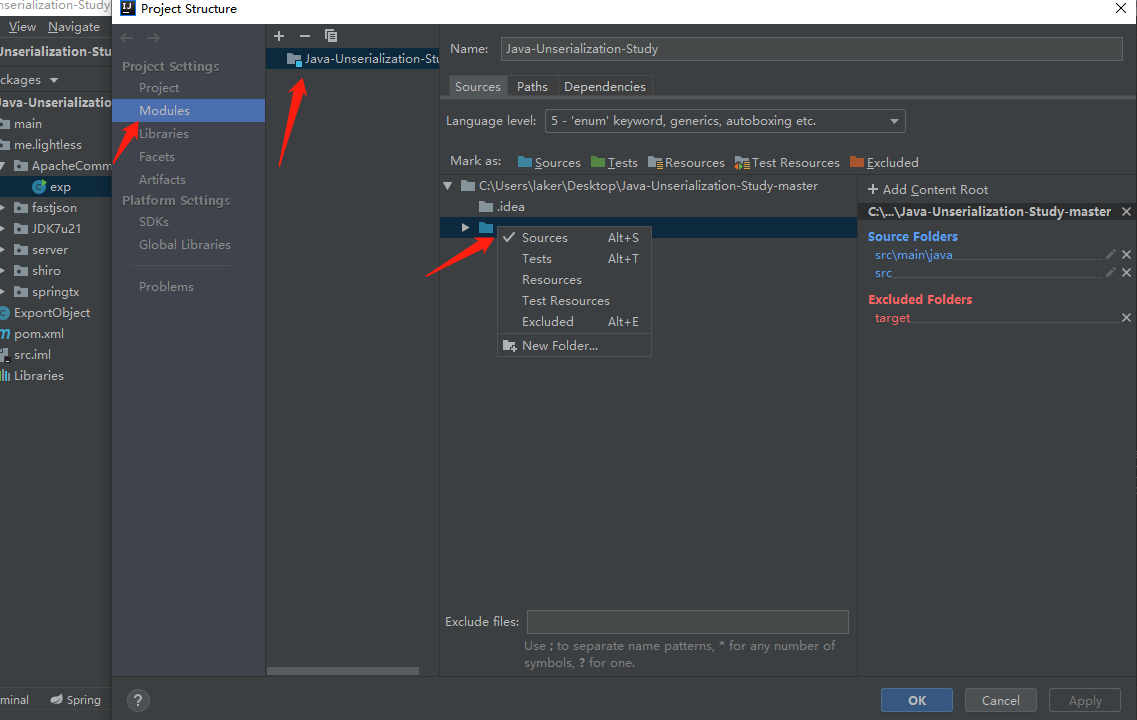 nserialization-Study
Project Structure
View Navigate
Unserialization-Stu
ckages
Java-Unserializatio
main
me.lightless
ApacheComm
exp
fastjson
JDK7u21
server
shiro
springtx
ExportObject
pom.xml
src.iml
Libraries
minal Spring
Project Settings
Project
Modules
Libraries
Facets
Artifacts
Platform Settings
SDKs
Global Libraries
Problems
Java-Unserialization-Stu
Name: Java-Unserialization-Study
Sources Paths Dependencies
Language level: 5 - 'enum' keyword, generics, autoboxing etc.
Mark as: Sources Tests Resources Test Resources Excluded
C:\Users\laker\Desktop\Java-Unserialization-Study-master
.idea
Sources Alt+S
Tests Alt+T
Resources
Test Resources
Excluded Alt+E
New Folder...
+ Add Content Root
C:\...\Java-Unserialization-Study-master
Source Folders
src\main\java
src
Excluded Folders
target
Exclude files:
Use ; to separate name patterns, * for any number of
symbols, ? for one.
?
OK Cancel Apply